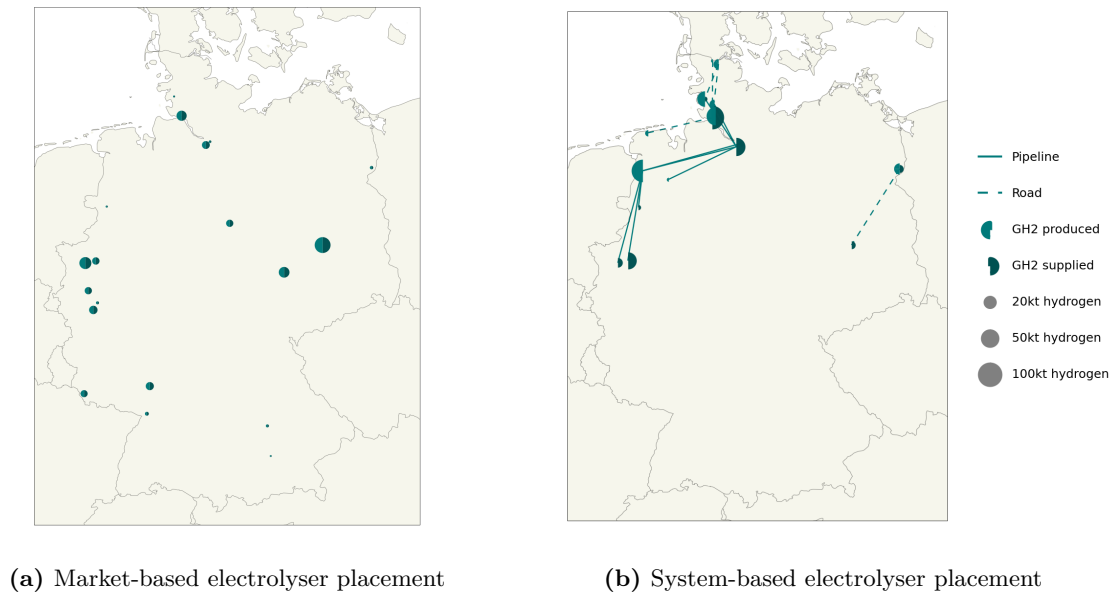 Pipeline
Road
GH2 produced
GH2 supplied
20kt hydrogen
50kt hydrogen
100kt hydrogen
(a) Market-based electrolyser placement
(b) System-based electrolyser placement